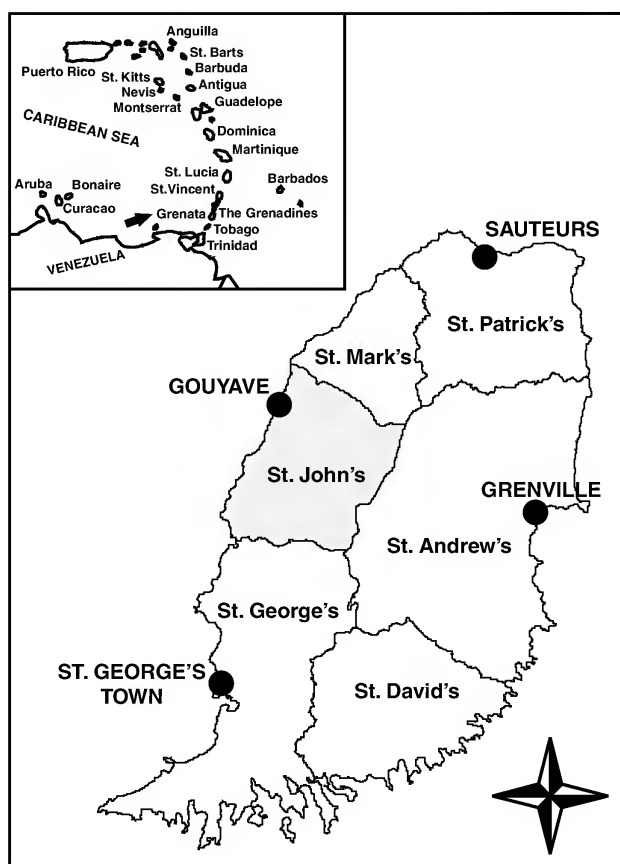 Anguilla
St. Barts
Puerto Rico
Barbuda
St. Kitts
Antigua
Nevis
Montserrat
Guadelope
CARIBBEAN SEA
Dominica
Martinique
St. Lucia
Barbados
St.Vincent
Aruba
Bonaire
Curacao
Grenata
The Grenadines
Tobago
Trinidad
VENEZUELA
SAUTEURS
St. Patrick's
St. Mark's
GOUYAVE
St. John's
GRENVILLE
St. Andrew's
St. George's
ST. GEORGE'S
TOWN
St. David's